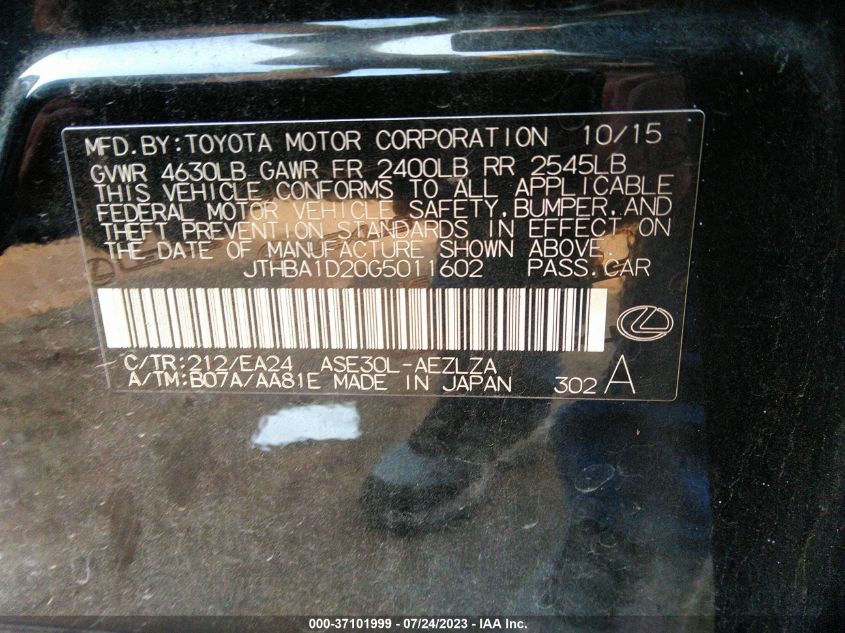 MFD.BY:TOYOTA MOTOR CORPORATION 10/15
GVWR 4630LB GAWR FR 2400LB RR 2545LB
THIS VEHICLE CONFORMS TO ALL APPLICABLE
FEDERAL MOTOR VEHICLE SAFETY,BUMPER,AND
THEFT PREVENTION STANDARDS IN EFFECT ON
THE DATE OF MANUFACTURE SHOWN ABOVE.
JTHBA1D20G5011602 PASS.CAR
C/TR:212/EA24 ASE30L-AEZLZA
A/TM:B07A/AA81E MADE IN JAPAN 302 A
000-37101999 / 07/24/2023 - IAA Inc.